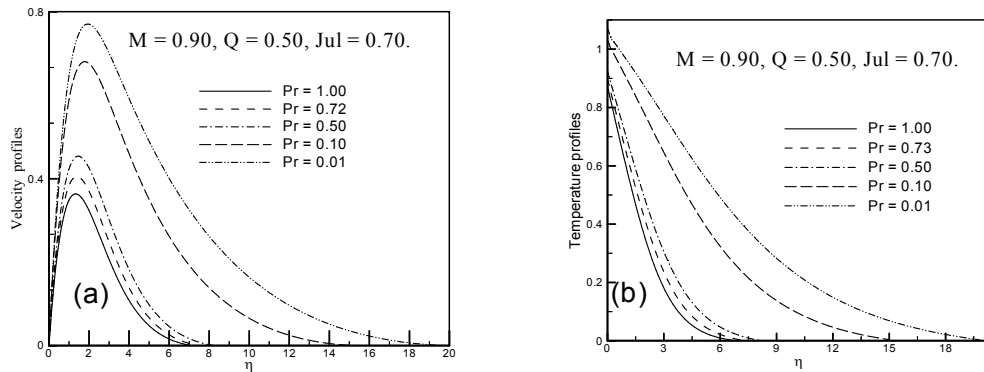 0.8
M = 0.90, Q = 0.50, Jul = 0.70.
Pr = 1.00
Pr = 0.72
Pr = 0.50
Pr = 0.10
Pr = 0.01
Velocity profiles
0.4
(a)
0
0 2 4 6 8 10 12 14 16 18 20
η
1
M = 0.90, Q = 0.50, Jul = 0.70.
Pr = 1.00
Pr = 0.73
Pr = 0.50
Pr = 0.10
Pr = 0.01
Temperature profiles
0.8
0.6
0.4
0.2
(b)
0
0 3 6 9 12 15 18
η